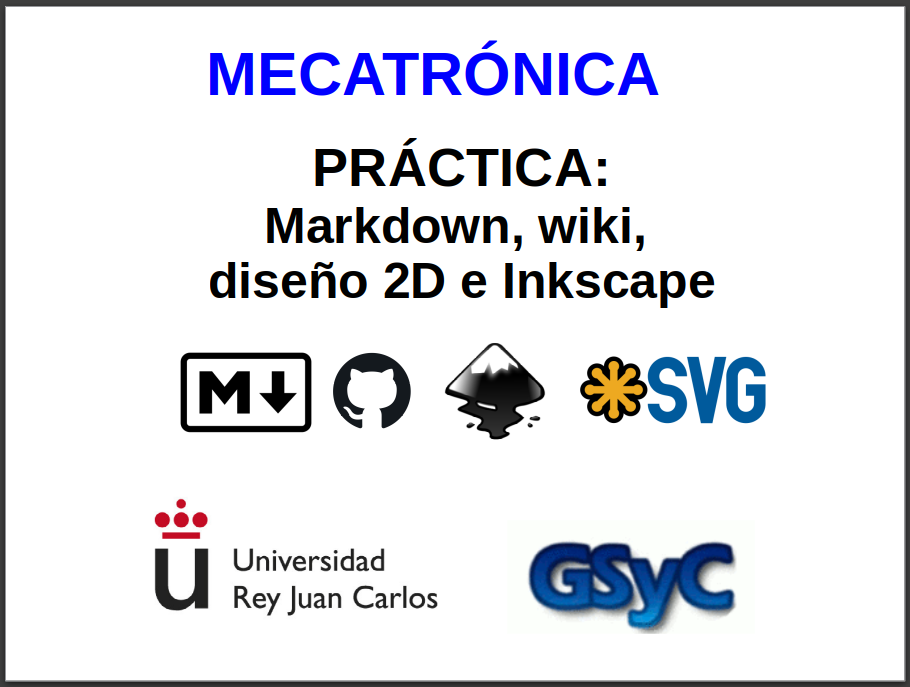 MECATRÓNICA
PRÁCTICA:
Markdown, wiki,
diseño 2D e Inkscape
M
SVG
u
Universidad
Rey Juan Carlos
GSyC